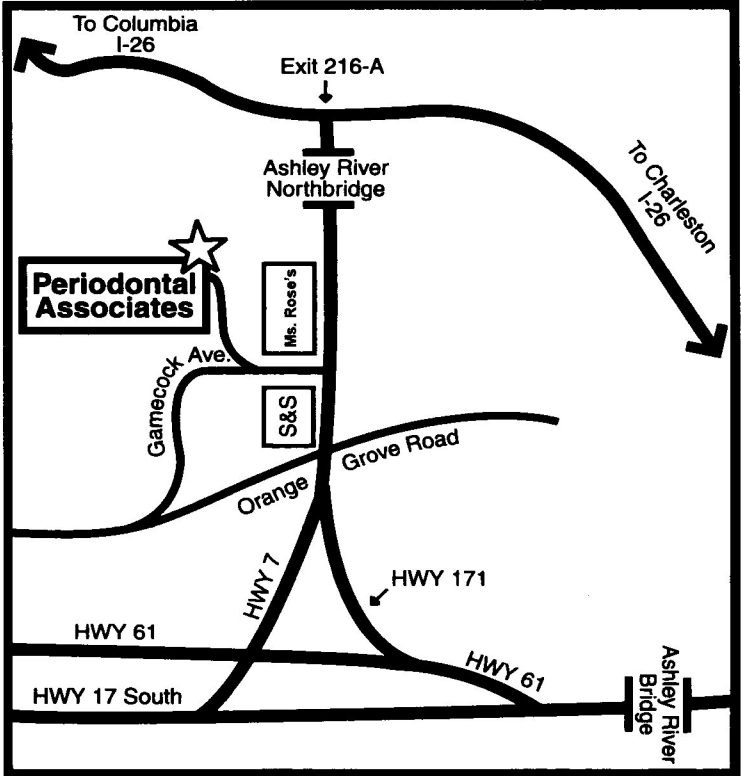 To Columbia
I-26
Exit 216-A
Ashley River
Northbridge
To Charleston
I-26
Periodontal
Associates
Ms. Rose's
Gamecock Ave.
S&S
Orange Grove Road
HWY 7
HWY 171
HWY 61
HWY 61
HWY 17 South
Ashley River
Bridge